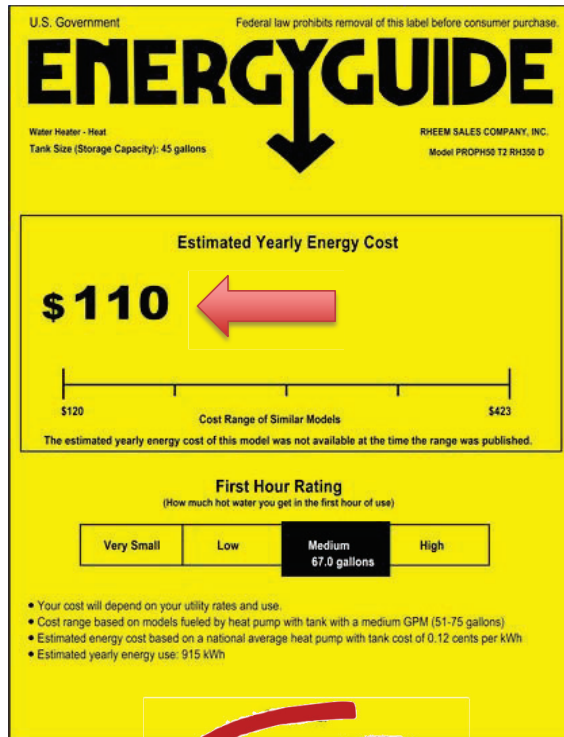 U.S. Government Federal law prohibits removal of this label before consumer purchase.
ENERGYGUIDE
Water Heater - Heat RHEEM SALES COMPANY, INC.
Tank Size (Storage Capacity): 45 gallons Model PROPH50 T2 RH350 D
Estimated Yearly Energy Cost
$110
$120 $423
Cost Range of Similar Models
The estimated yearly energy cost of this model was not available at the time the range was published.
First Hour Rating
(How much hot water you get in the first hour of use)
Very Small Low Medium High
67.0 gallons
• Your cost will depend on your utility rates and use.
• Cost range based on models fueled by heat pump with tank with a medium GPM (51-75 gallons)
• Estimated energy cost based on a national average heat pump with tank cost of 0.12 cents per kWh
• Estimated yearly energy use: 915 kWh